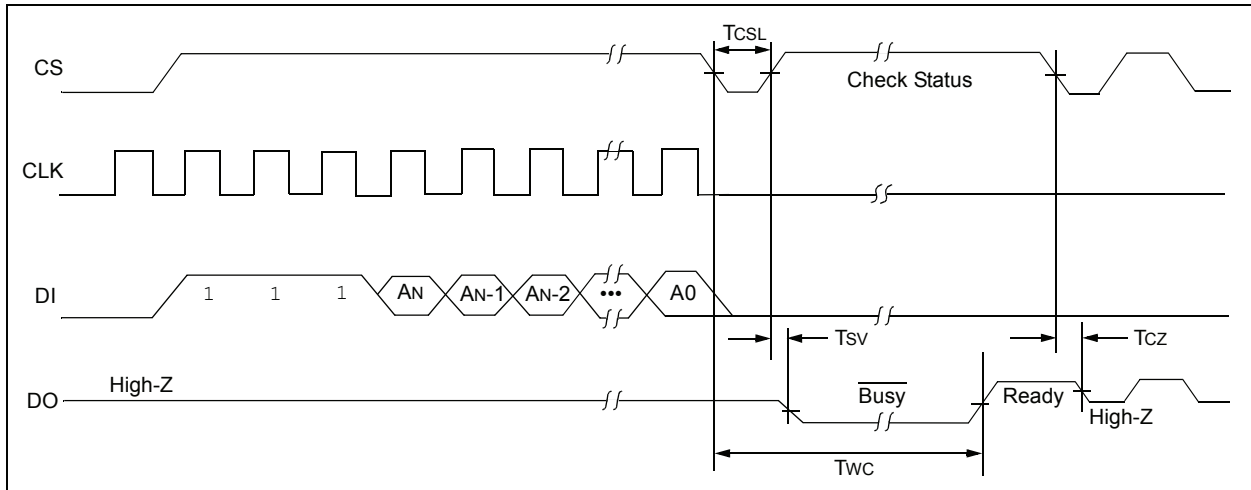 TCSL
CS
Check Status
CLK
DI
1 1 1 AN AN-1 AN-2 ••• A0
TSV
TCZ
High-Z
DO
Busy
Ready
High-Z
TWC